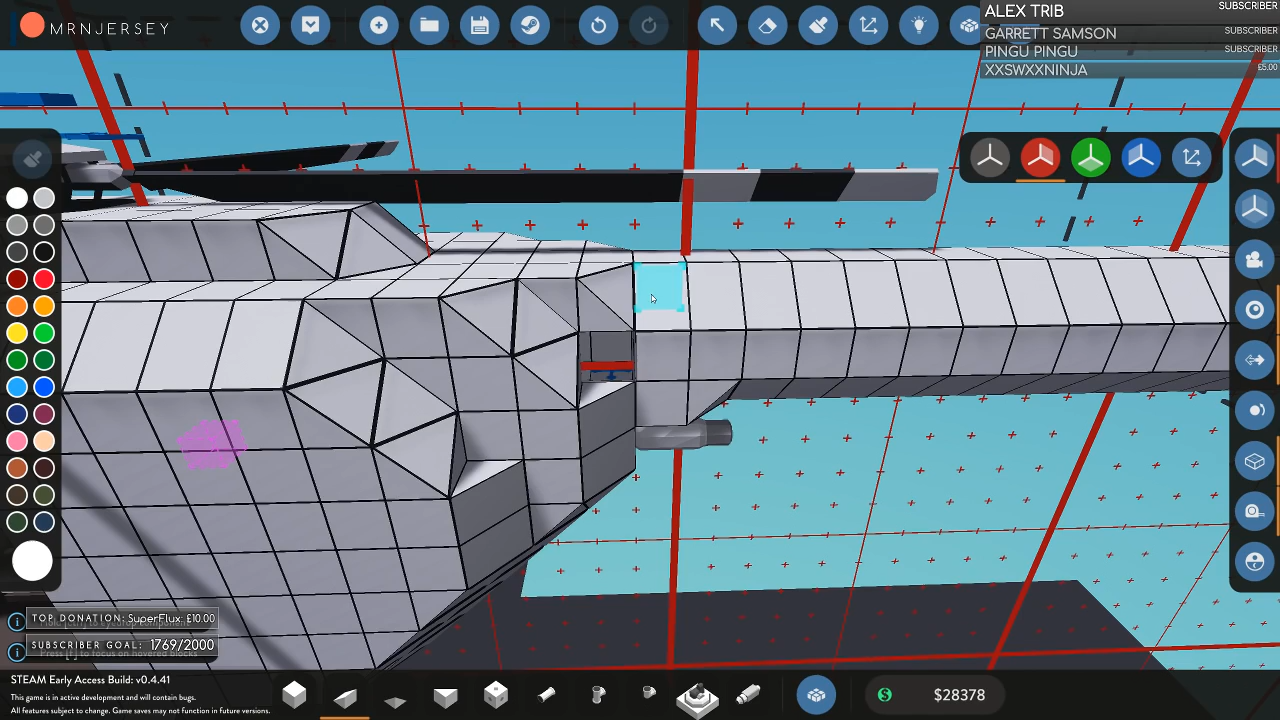 MRNJERSEY
ALEX TRIB SUBSCRIBER
GARRETT SAMSON SUBSCRIBER
PINGU PINGU SUBSCRIBER
XXSWXXNINJA £5.00
TOP DONATION: SuperFlux: £10.00
SUBSCRIBER GOAL: 1769/2000
STEAM Early Access Build: v0.4.41
This game is in active development and will contain bugs.
All features subject to change. Game saves may not function in future versions.
$28378